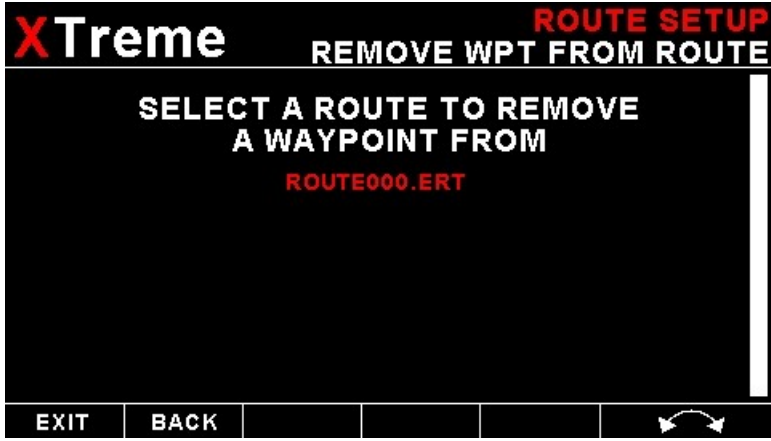 XTreme
ROUTE SETUP
REMOVE WPT FROM ROUTE
SELECT A ROUTE TO REMOVE
A WAYPOINT FROM
ROUTE000.ERT
EXIT
BACK